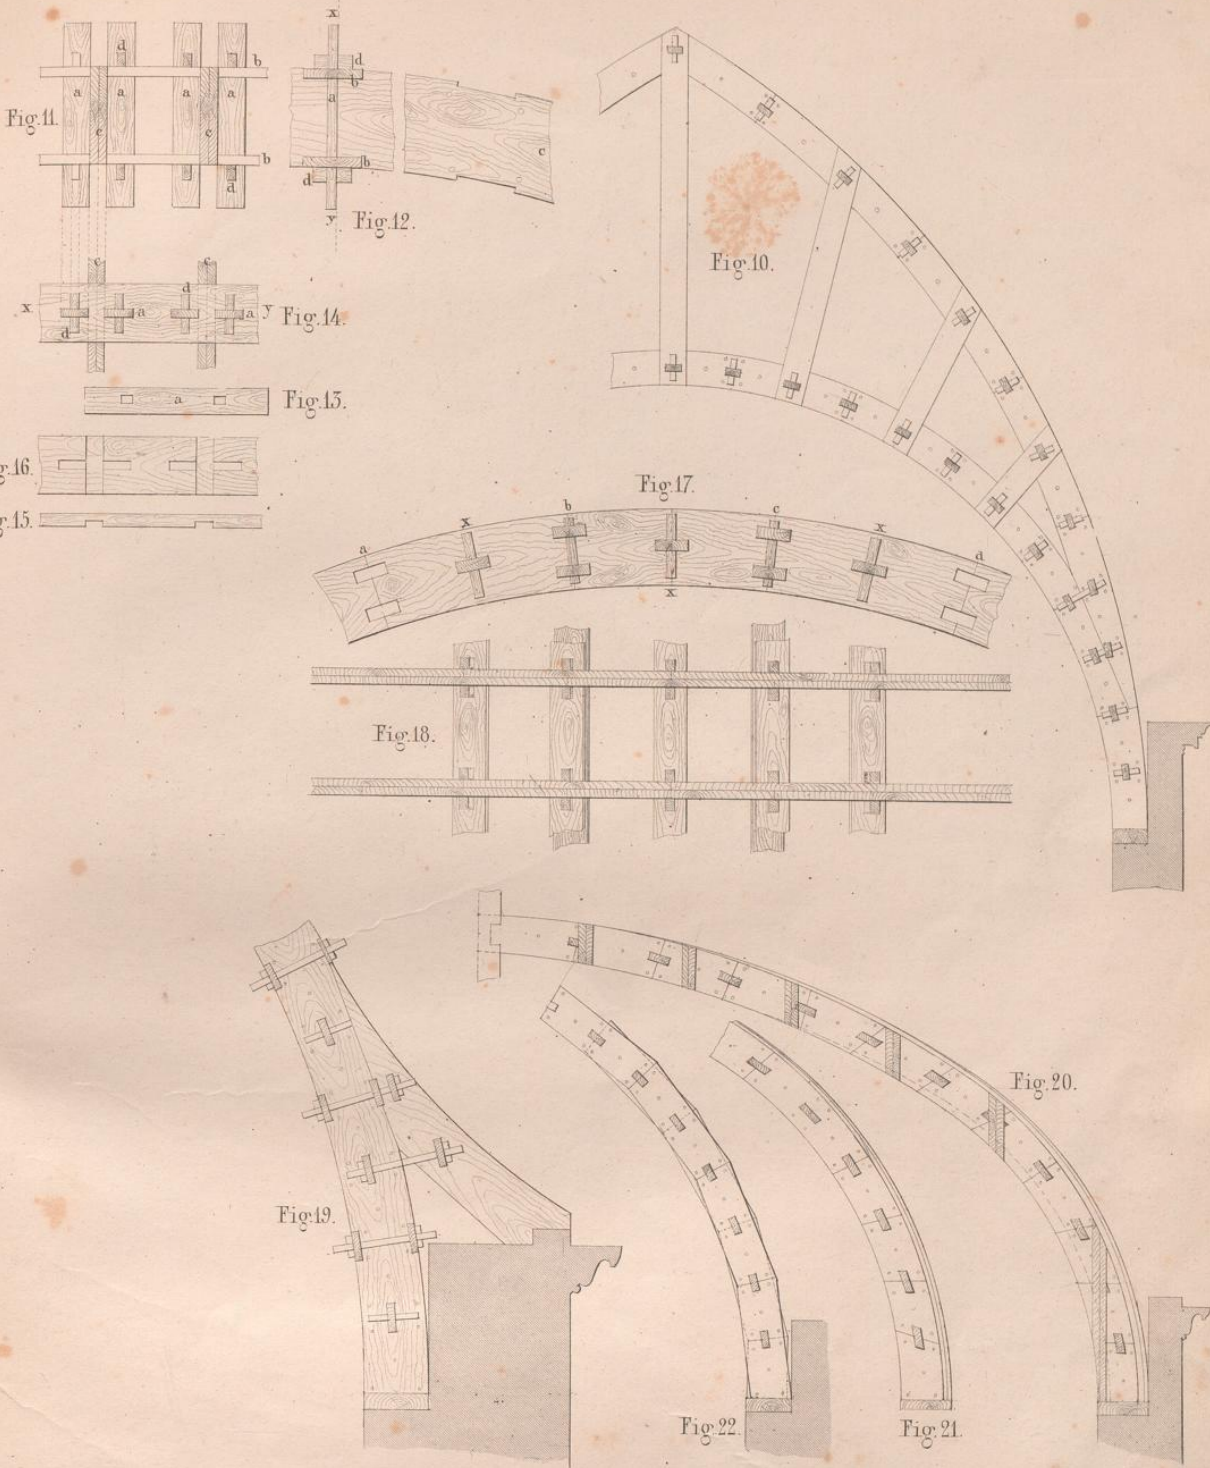 x
d
b
d
b
a
a
a
a
a
c
c
Fig.11.
c
b
b
d
d
y
Fig.12.
Fig.10.
c
c
d
x
a
a
y
Fig.14.
d
a
Fig.13.
g.16.
g.15.
Fig.17.
b
c
x
x
a
d
x
Fig.18.
Fig.20.
Fig.19.
Fig.22.
Fig.21.